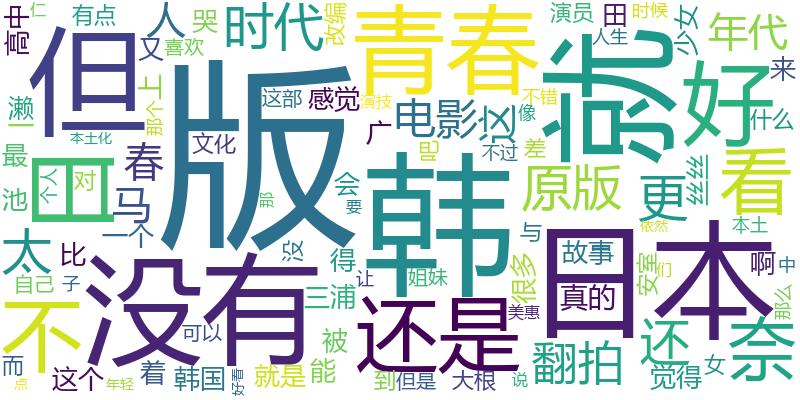 仁
有点
人
哭
时代
改编
青春
演员
田
时候
人生
少女
年代
高中
但
又
喜欢
上
那个
版
这部
感觉
演技
电影
不错
这
像
就
好
来
什么
濑
本土化
文化
广
吧
不过
差
最
日
个人
对
春
池
马
一个
那
会
要
韩
原版
更
丝丝
看
依然
本土
太
比
没
得
与
很多
故事
安室
们
啊
中
自己
子
没有
三浦
让
姐妹
还是
美惠
真的
日本
那么
不
可以
被
能
翻拍
还
奈
而
点
这个
年轻
着
韩国
好看
就是
到
但是
大根
说
觉得
女